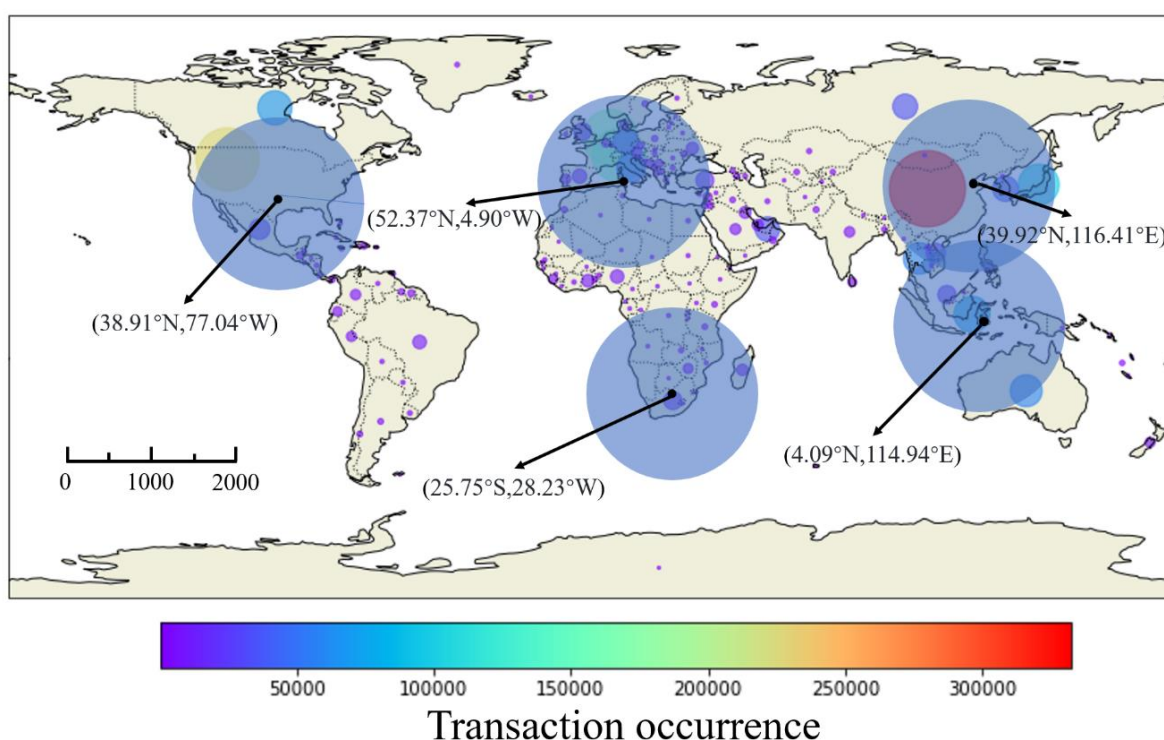 (52.37°N,4.90°W)
(39.92°N,116.41°E)
(38.91°N,77.04°W)
(4.09°N,114.94°E)
(25.75°S,28.23°W)
0 1000 2000
50000 100000 150000 200000 250000 300000
Transaction occurrence